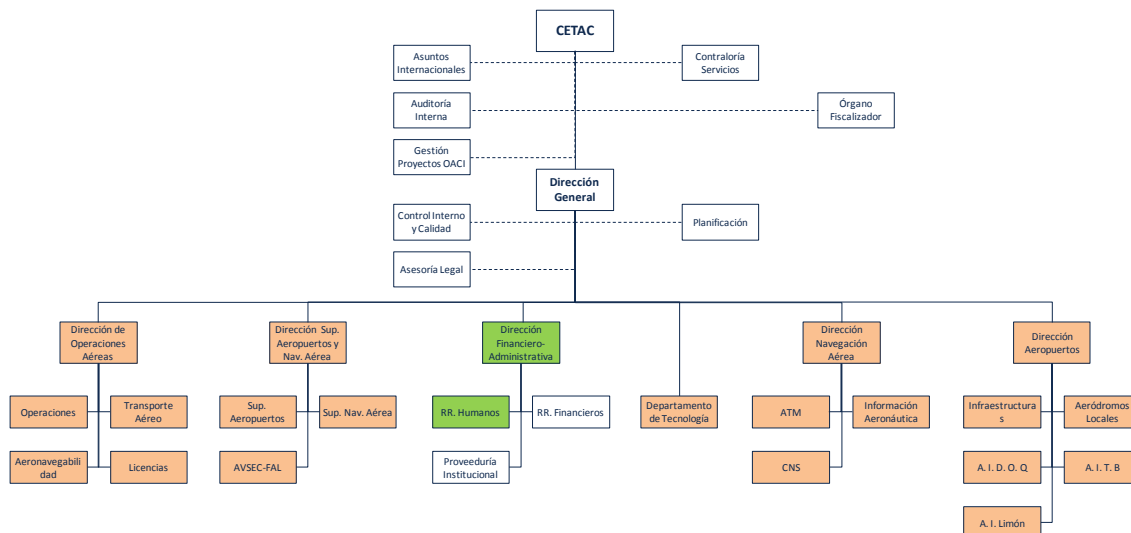 CETAC
Asuntos
Internacionales
Contraloría
Servicios
Auditoría
Interna
Órgano
Fiscalizador
Gestión
Proyectos OACI
Dirección
General
Control Interno
y Calidad
Planificación
Asesoría Legal
Dirección de
Operaciones
Aéreas
Dirección Sup.
Aeropuertos y
Nav. Aérea
Dirección
Financiero-
Administrativa
Dirección
Navegación
Aérea
Dirección
Aeropuertos
Operaciones
Transporte
Aéreo
Sup.
Aeropuertos
Sup. Nav. Aérea
RR. Humanos
RR. Financieros
Departamento
de Tecnología
ATM
Información
Aeronáutica
Infraestructura
s
Aeródromos
Locales
Aeronavegabili
dad
Licencias
AVSEC-FAL
Proveeduría
Institucional
CNS
A. I. D. O. Q
A. I. T. B
A. I. Limón